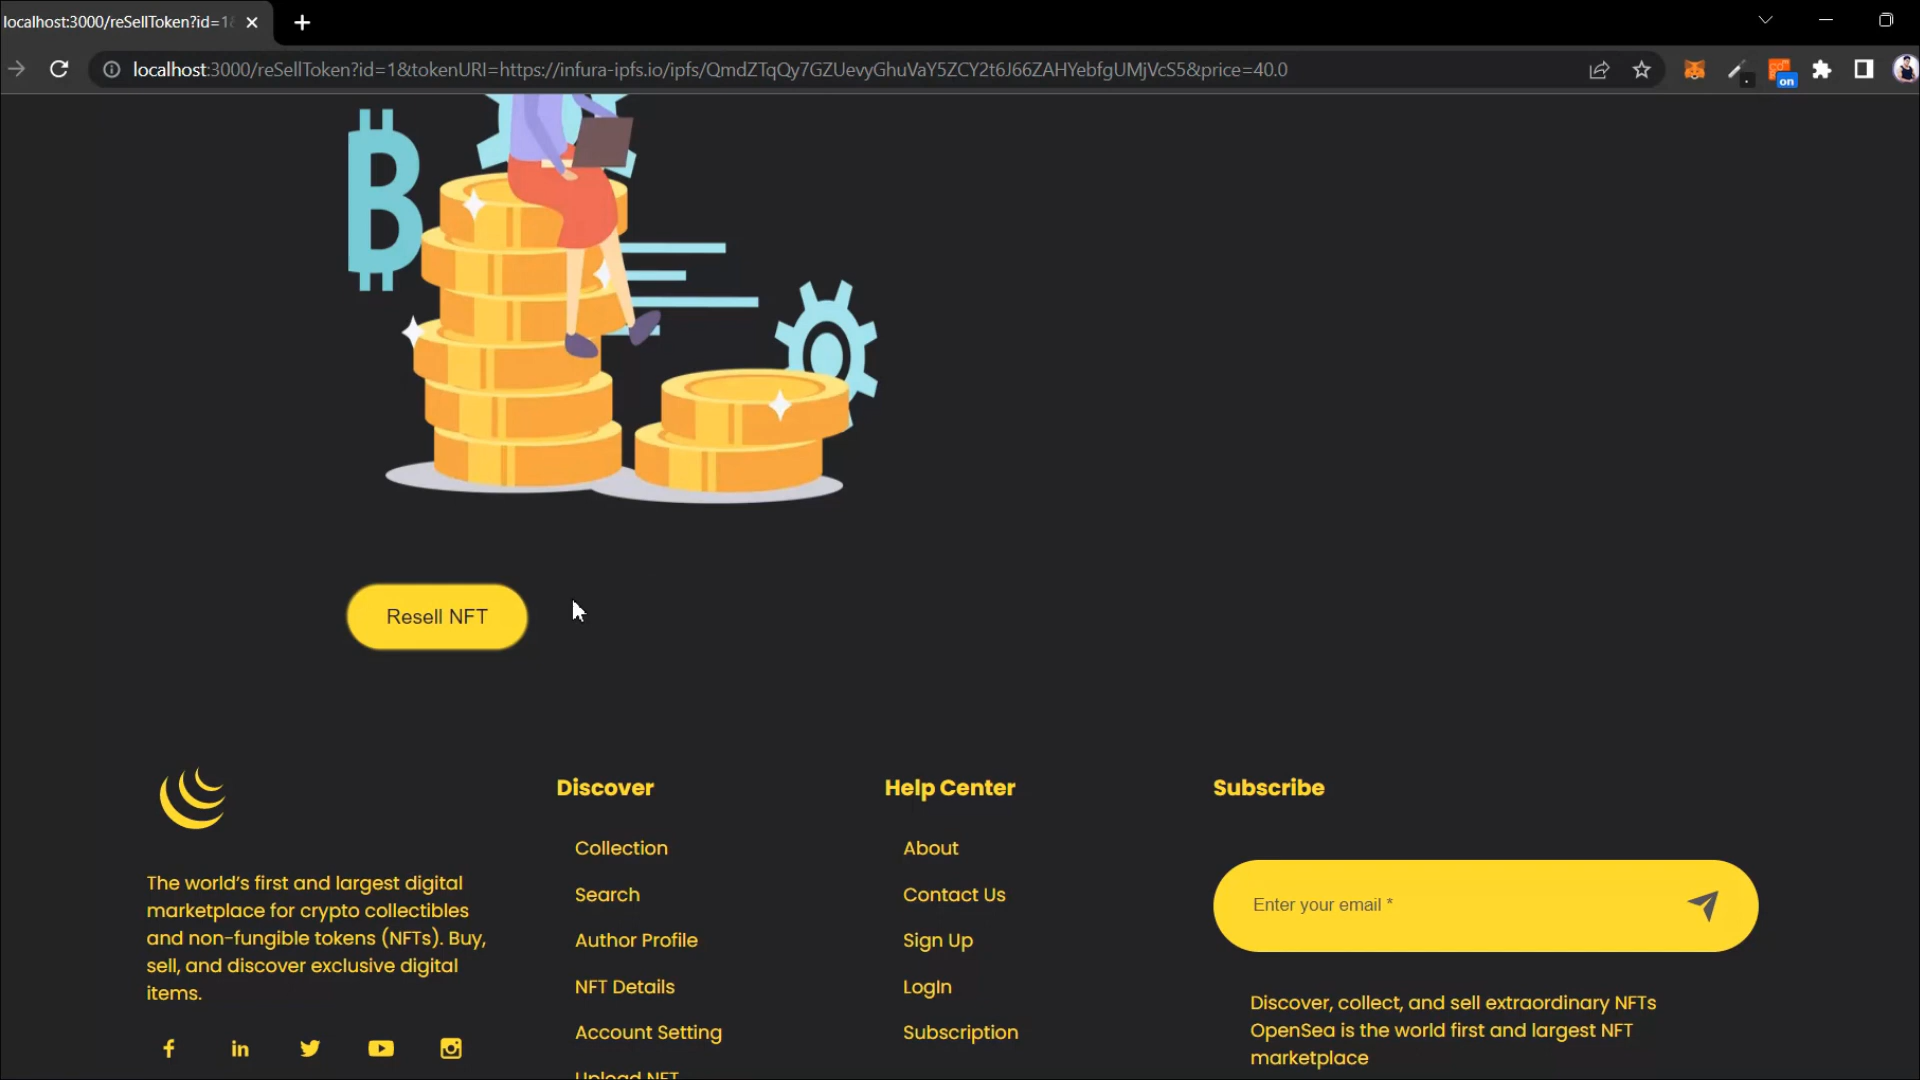 localhost:3000/reSellToken?id=1
localhost:3000/reSellToken?id=1&tokenURI=https://infura-ipfs.io/ipfs/QmdZTqQy7GZUevyGhuVaY5ZCY2t6J66ZAHYebfgUMjVcS5&price=40.0
on
Resell NFT
The world's first and largest digital
marketplace for crypto collectibles
and non-fungible tokens (NFTs). Buy,
sell, and discover exclusive digital
items.
Discover
Collection
Search
Author Profile
NFT Details
Account Setting
Upload NFT
Help Center
About
Contact Us
Sign Up
LogIn
Subscription
Subscribe
Enter your email *
Discover, collect, and sell extraordinary NFTs
OpenSea is the world first and largest NFT
marketplace